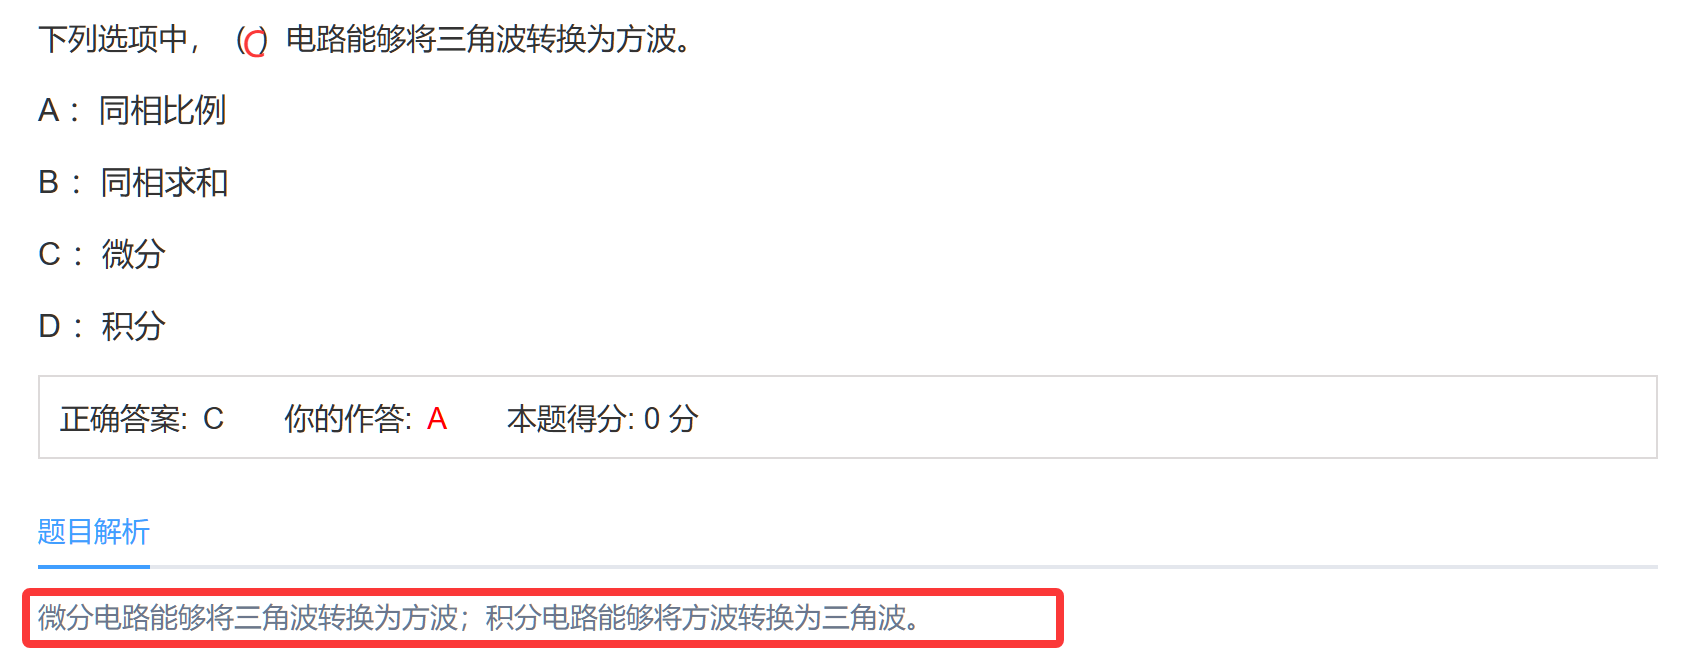 下列选项中，（C）电路能够将三角波转换为方波。
A：同相比例
B：同相求和
C：微分
D：积分
正确答案: C 你的作答: A 本题得分: 0 分
题目解析
微分电路能够将三角波转换为方波；积分电路能够将方波转换为三角波。